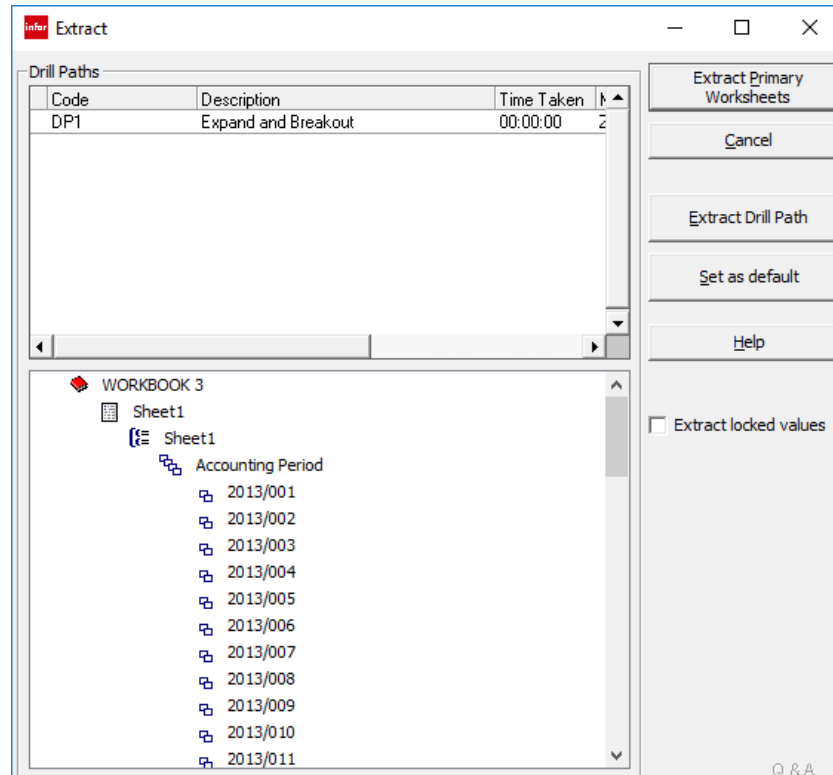 infor Extract
Drill Paths
Code Description Time Taken
DP1 Expand and Breakout 00:00:00
Extract Primary
Worksheets
Cancel
Extract Drill Path
Set as default
Help
Extract locked values
WORKBOOK 3
Sheet1
Sheet1
Accounting Period
2013/001
2013/002
2013/003
2013/004
2013/005
2013/006
2013/007
2013/008
2013/009
2013/010
2013/011
Q & A